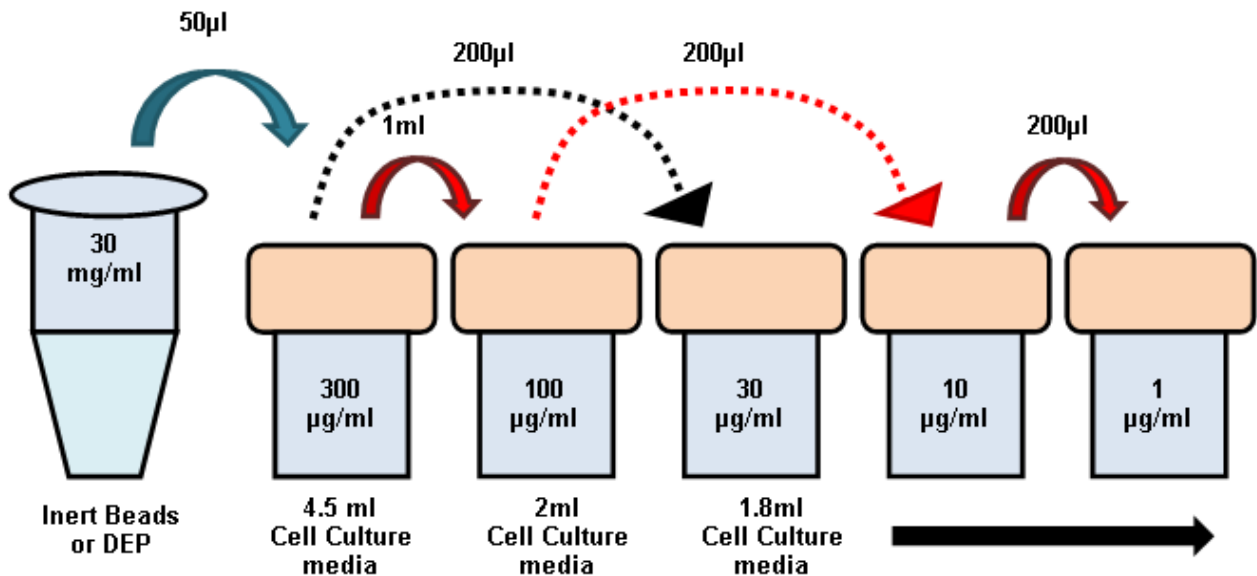 50µl
200µl
200µl
1ml
200µl
30
mg/ml
300
µg/ml
100
µg/ml
30
µg/ml
10
µg/ml
1
µg/ml
Inert Beads
or DEP
4.5 ml
Cell Culture
media
2ml
Cell Culture
media
1.8ml
Cell Culture
media